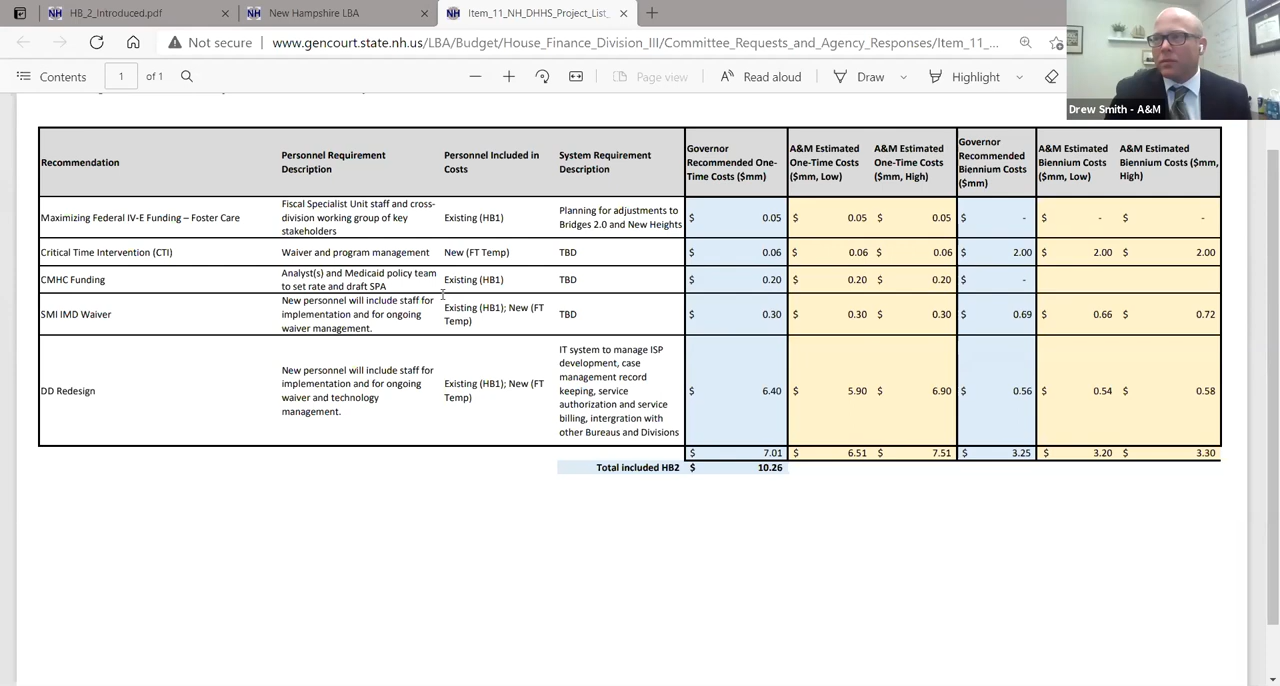 HB_2_Introduced.pdf
New Hampshire LBA
Item_11_NH_DHHS_Project_List_
Not secure
www.gencourt.state.nh.us/LBA/Budget/House_Finance_Division_III/Committee_Requests_and_Agency_Responses/Item_11_...
Contents
1 of 1
Page view
Read aloud
Draw
Highlight
Drew Smith - A&M
Recommendation
Personnel Requirement
Description
Personnel Included in
Costs
System Requirement
Description
Governor
Recommended One-
Time Costs ($mm)
A&M Estimated
One-Time Costs
($mm, Low)
A&M Estimated
One-Time Costs
($mm, High)
Governor
Recommended
Biennium Costs
($mm)
A&M Estimated
Biennium Costs
($mm, Low)
A&M Estimated
Biennium Costs ($mm,
High)
Maximizing Federal IV-E Funding – Foster Care
Fiscal Specialist Unit staff and cross-
division working group of key
stakeholders
Existing (HB1)
Planning for adjustments to
Bridges 2.0 and New Heights
$ 0.05 $ 0.05 $ 0.05 $ - $ - $ -
Critical Time Intervention (CTI)
Waiver and program management
New (FT Temp)
TBD
$ 0.06 $ 0.06 $ 0.06 $ 2.00 $ 2.00 $ 2.00
CMHC Funding
Analyst(s) and Medicaid policy team
to set rate and draft SPA
Existing (HB1)
TBD
$ 0.20 $ 0.20 $ 0.20 $ -
SMI IMD Waiver
New personnel will include staff for
implementation and for ongoing
waiver management.
Existing (HB1); New (FT
Temp)
TBD
$ 0.30 $ 0.30 $ 0.30 $ 0.69 $ 0.66 $ 0.72
DD Redesign
New personnel will include staff for
implementation and for ongoing
waiver and technology
management.
Existing (HB1); New (FT
Temp)
IT system to manage ISP
development, case
management record
keeping, service
authorization and service
billing, intergration with
other Bureaus and Divisions
$ 6.40 $ 5.90 $ 6.90 $ 0.56 $ 0.54 $ 0.58
$ 7.01 $ 6.51 $ 7.51 $ 3.25 $ 3.20 $ 3.30
Total included HB2 $ 10.26